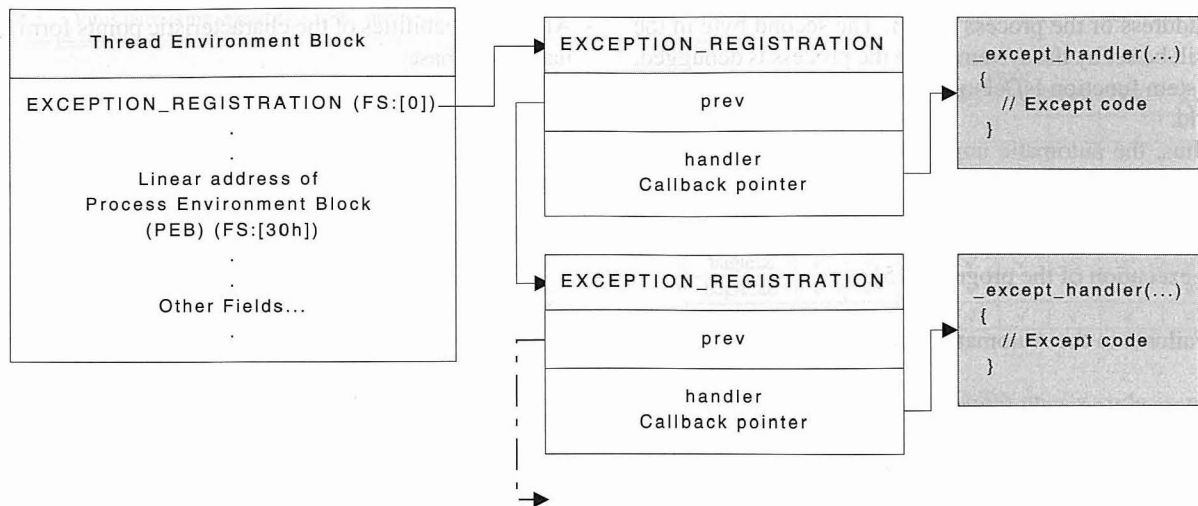 Thread Environment Block
EXCEPTION_REGISTRATION (FS:[0])
.
.
Linear address of
Process Environment Block
(PEB) (FS:[30h])
.
.
Other Fields...
.
EXCEPTION_REGISTRATION
prev
handler
Callback pointer
_except_handler(...)
{
// Except code
}
EXCEPTION_REGISTRATION
prev
handler
Callback pointer
_except_handler(...)
{
// Except code
}